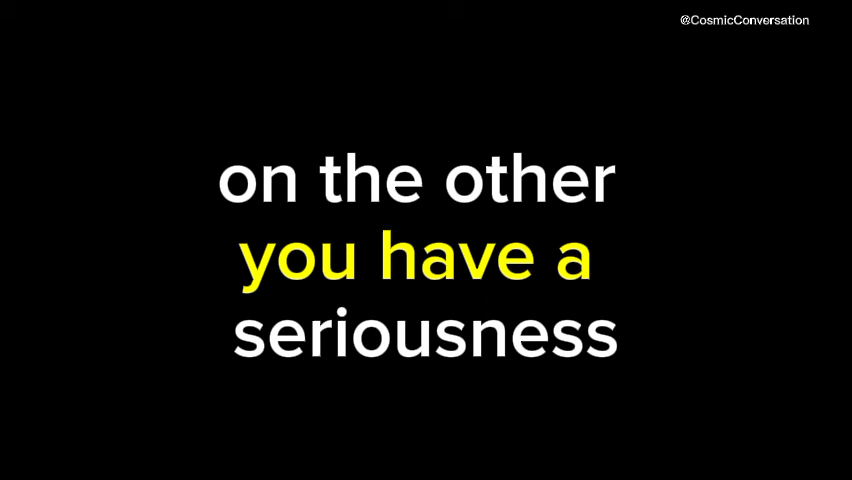 @CosmicConversation
on the other
you have a
seriousness